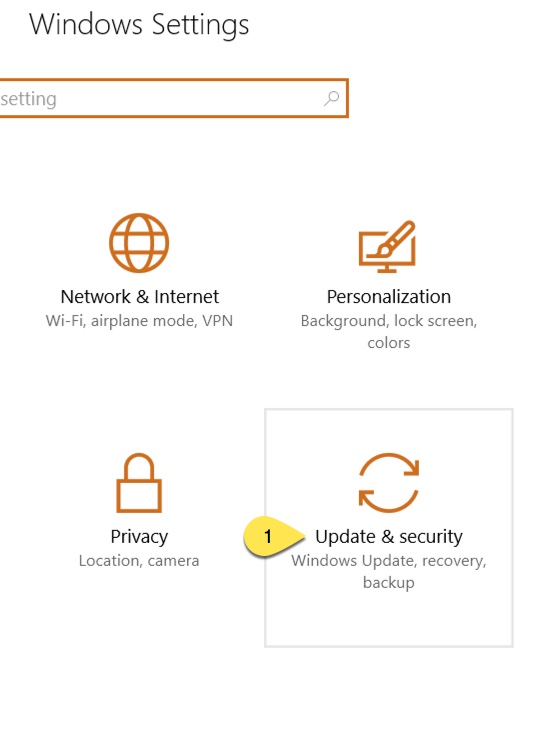 Windows Settings
setting
Network & Internet
Wi-Fi, airplane mode, VPN
Personalization
Background, lock screen,
colors
Privacy
Location, camera
1
Update & security
Windows Update, recovery,
backup